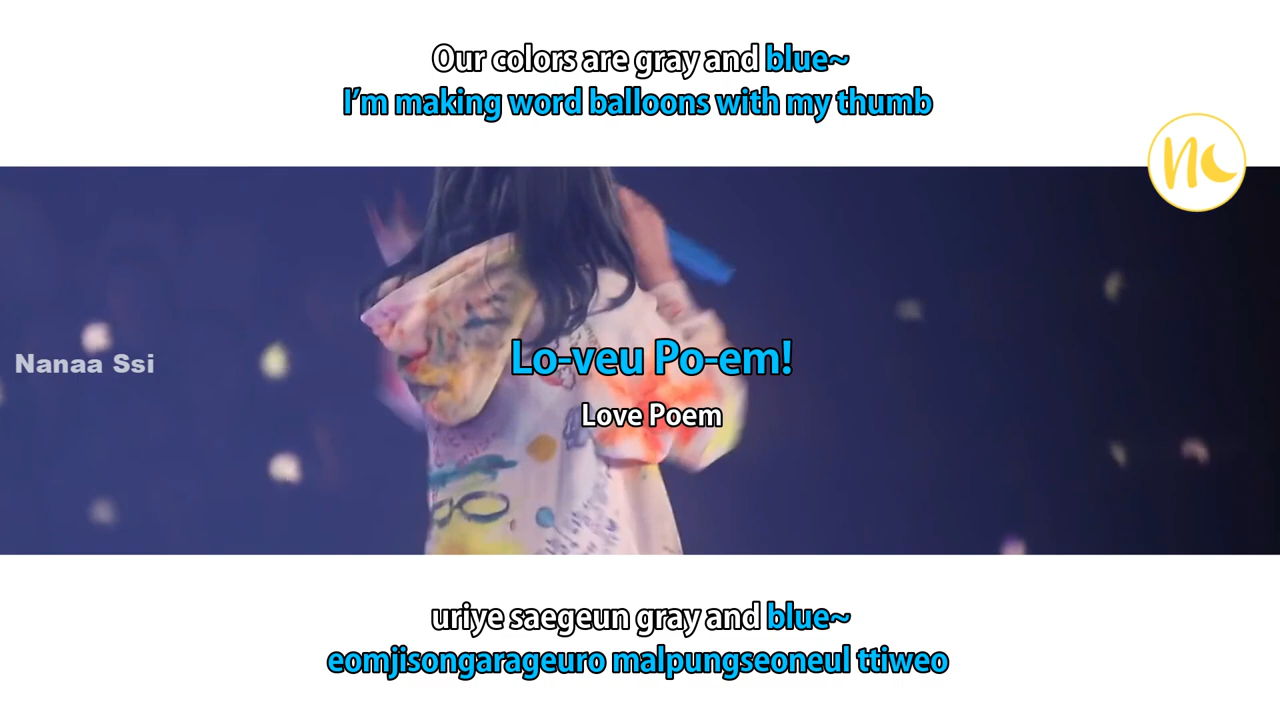 Our colors are gray and blue~
I'm making word balloons with my thumb
Nanaa Ssi
Lo-veu Po-em!
Love Poem
uriye saegeun gray and blue~
eomjisongarageuro malpungseoneul ttiweo